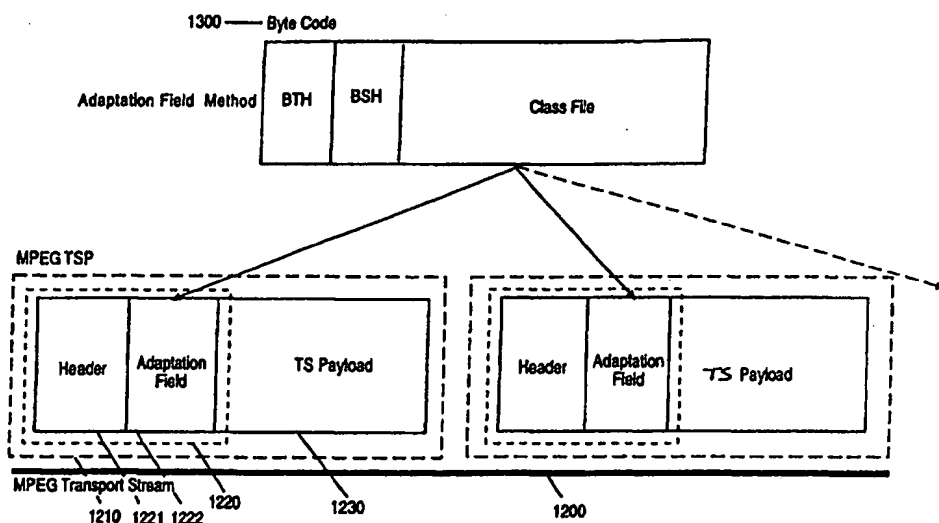 1300 Byte Code
Adaptation Field Method
BTH
BSH
Class File
MPEG TSP
Header
Adaptation
Field
TS Payload
Header
Adaptation
Field
TS Payload
MPEG Transport Stream
1210
1221
1222
1220
1230
1200